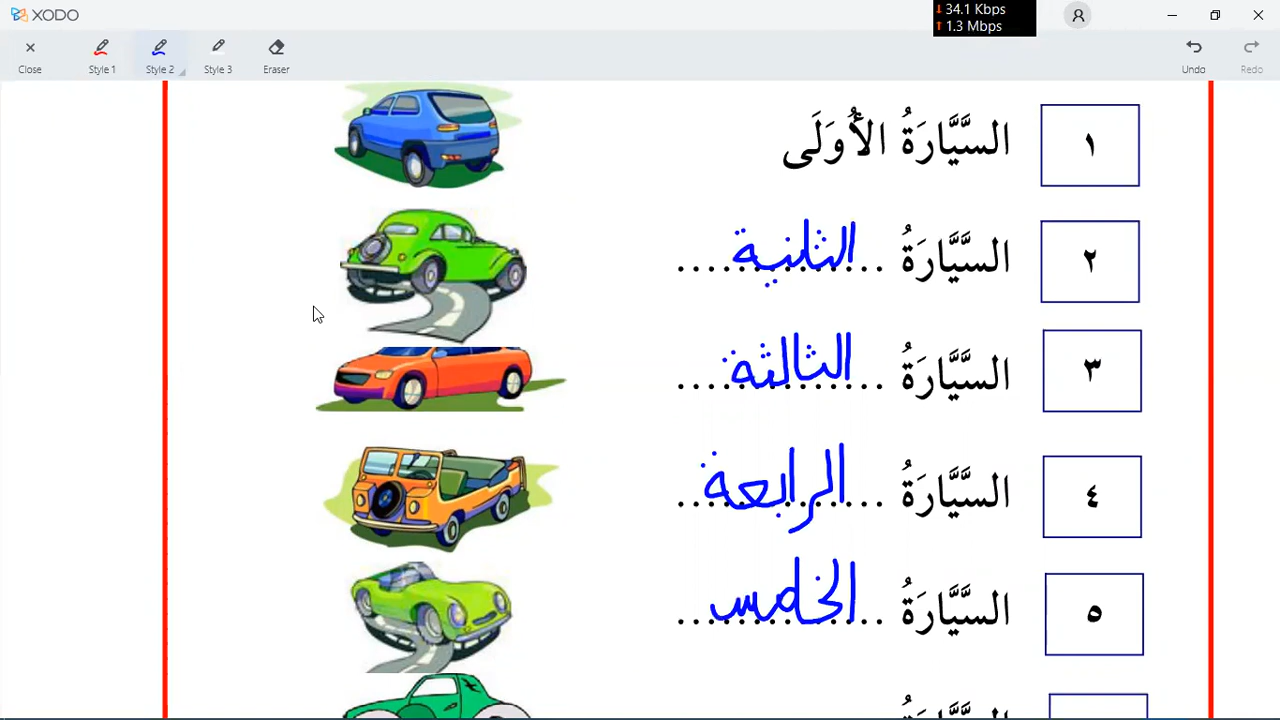 XODO
↓ 34.1 Kbps
↑ 1.3 Mbps
Close Style 1 Style 2 Style 3 Eraser Undo Redo
١ السَّيَّارَةُ الأُوَلَى
٢ السَّيَّارَةُ الثانية
٣ السَّيَّارَةُ الثالثة
٤ السَّيَّارَةُ الرابعة
٥ السَّيَّارَةُ الخامس